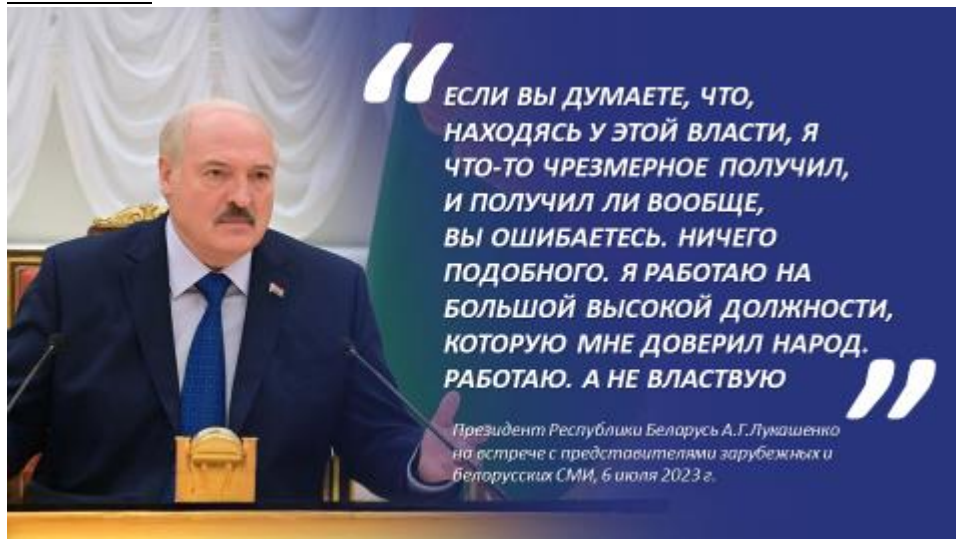 “
ЕСЛИ ВЫ ДУМАЕТЕ, ЧТО,
НАХОДЯСЬ У ЭТОЙ ВЛАСТИ, Я
ЧТО-ТО ЧРЕЗМЕРНОЕ ПОЛУЧИЛ,
И ПОЛУЧИЛ ЛИ ВООБЩЕ,
ВЫ ОШИБАЕТЕСЬ. НИЧЕГО
ПОДОБНОГО. Я РАБОТАЮ НА
БОЛЬШОЙ ВЫСОКОЙ ДОЛЖНОСТИ,
КОТОРУЮ МНЕ ДОВЕРИЛ НАРОД.
РАБОТАЮ. А НЕ ВЛАСТВУЮ
”
Президент Республики Беларусь А.Г.Лукашенко
на встрече с представителями зарубежных и
белорусских СМИ, 6 июля 2023 г.